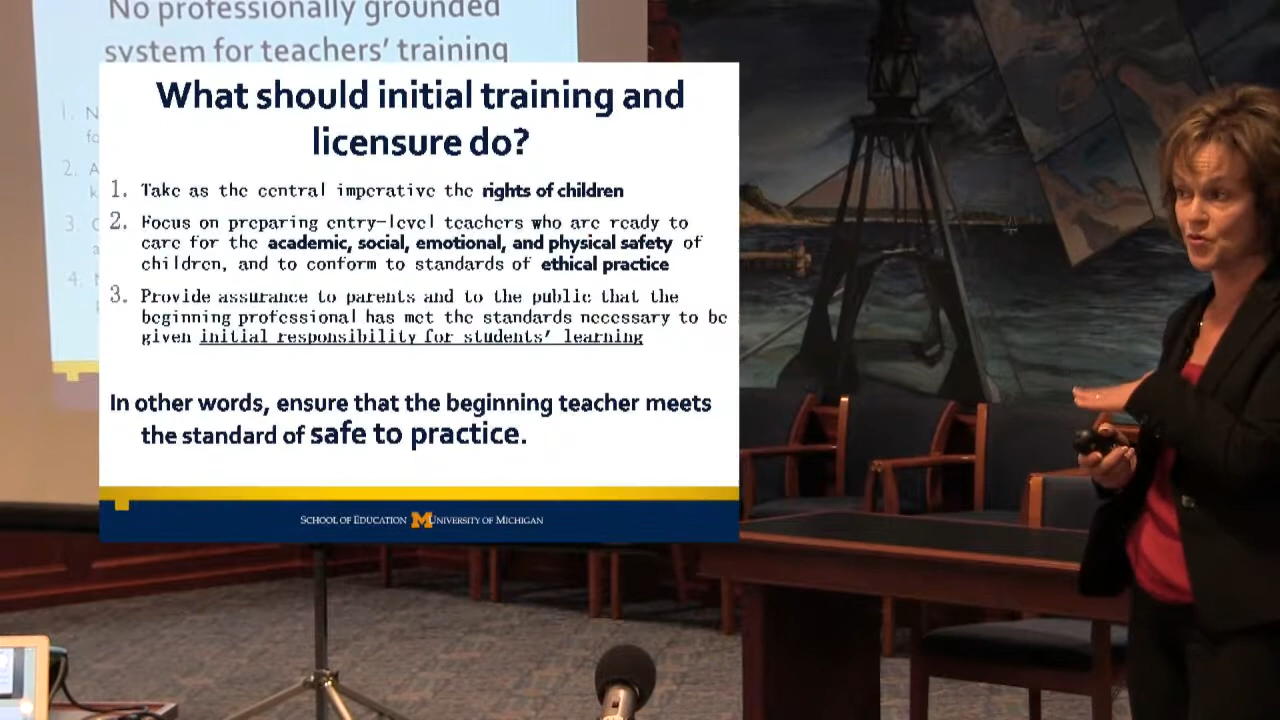 No professionally grounded
system for teachers' training
What should initial training and
licensure do?
1. Take as the central imperative the rights of children
2. Focus on preparing entry-level teachers who are ready to
care for the academic, social, emotional, and physical safety of
children, and to conform to standards of ethical practice
3. Provide assurance to parents and to the public that the
beginning professional has met the standards necessary to be
given initial responsibility for students' learning
In other words, ensure that the beginning teacher meets
the standard of safe to practice.
SCHOOL OF EDUCATION M UNIVERSITY OF MICHIGAN
1. N
2. A
3.
4.